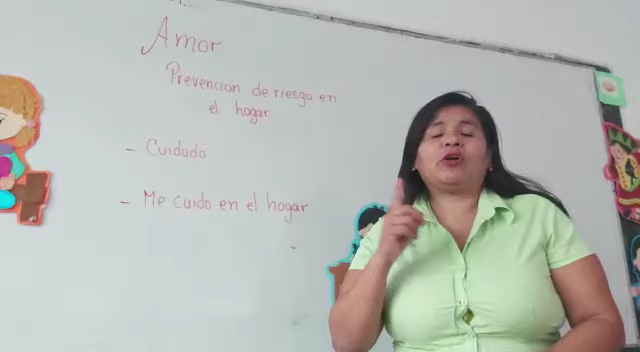 Amor
Prevención de riesgo en
el hogar
- Cuidado
- Me cuido en el hogar